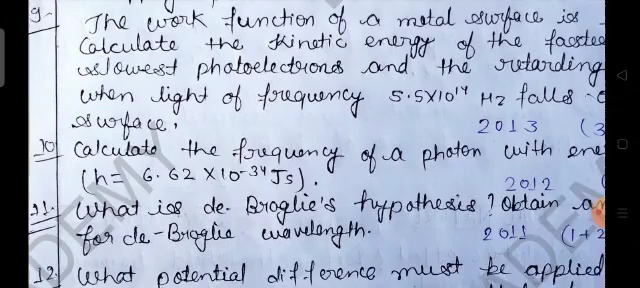 9. The work function of a metal surface is
Calculate the kinetic energy of the
slowest photoelectrons and the retarding
when light of frequency 5.5×10¹⁴ Hz falls
surface. 2013 (3
10 Calculate the frequency of a photon with
(h= 6.62 ×10⁻³⁴ Js). 2012 (
11. What is de-Broglie's hypothesis? Obtain
for de-Broglie wavelength. 2011 (1+2
12. What potential difference must be applied